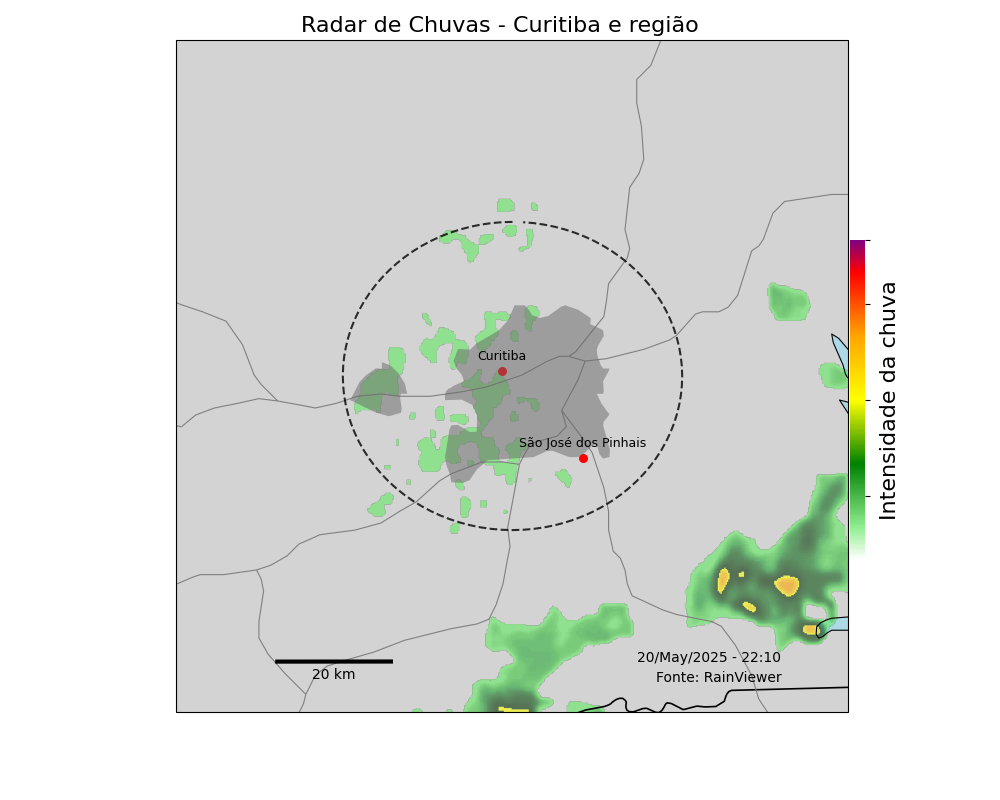 Radar de Chuvas - Curitiba e região
Curitiba
São José dos Pinhais
Intensidade da chuva
20 km
20/May/2025 - 22:10
Fonte: RainViewer